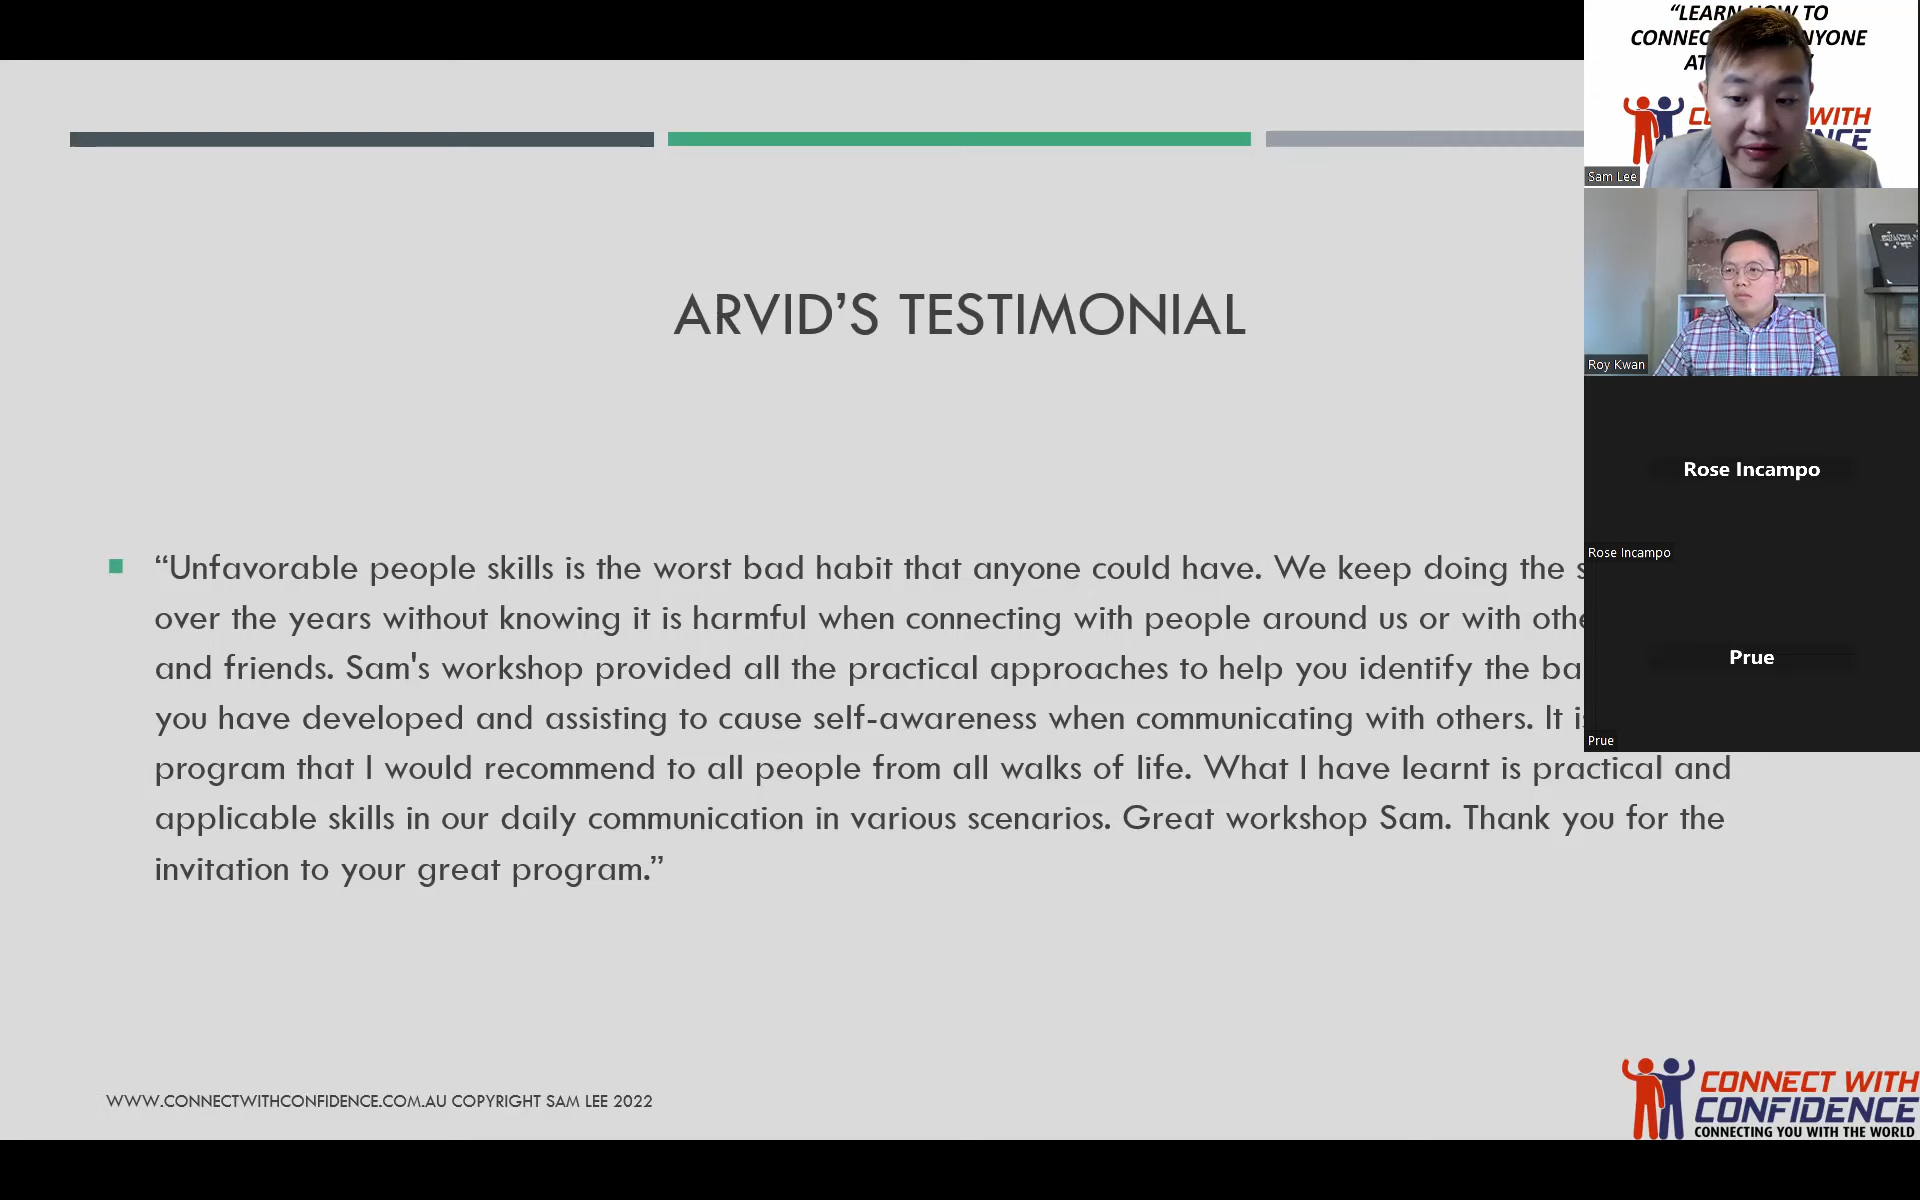 ARVID’S TESTIMONIAL
“Unfavorable people skills is the worst bad habit that anyone could have. We keep doing the
over the years without knowing it is harmful when connecting with people around us or with
and friends. Sam's workshop provided all the practical approaches to help you identify the
you have developed and assisting to cause self-awareness when communicating with others. It
program that I would recommend to all people from all walks of life. What I have learnt is practical and
applicable skills in our daily communication in various scenarios. Great workshop Sam. Thank you for the
invitation to your great program.”
WWW.CONNECTWITHCONFIDENCE.COM.AU COPYRIGHT SAM LEE 2022
CONNECT WITH
CONFIDENCE
CONNECTING YOU WITH THE WORLD
“LEARN TO
AT
WITH
Sam Lee
Roy Kwan
Rose Incampo
Rose Incampo
Prue
Prue